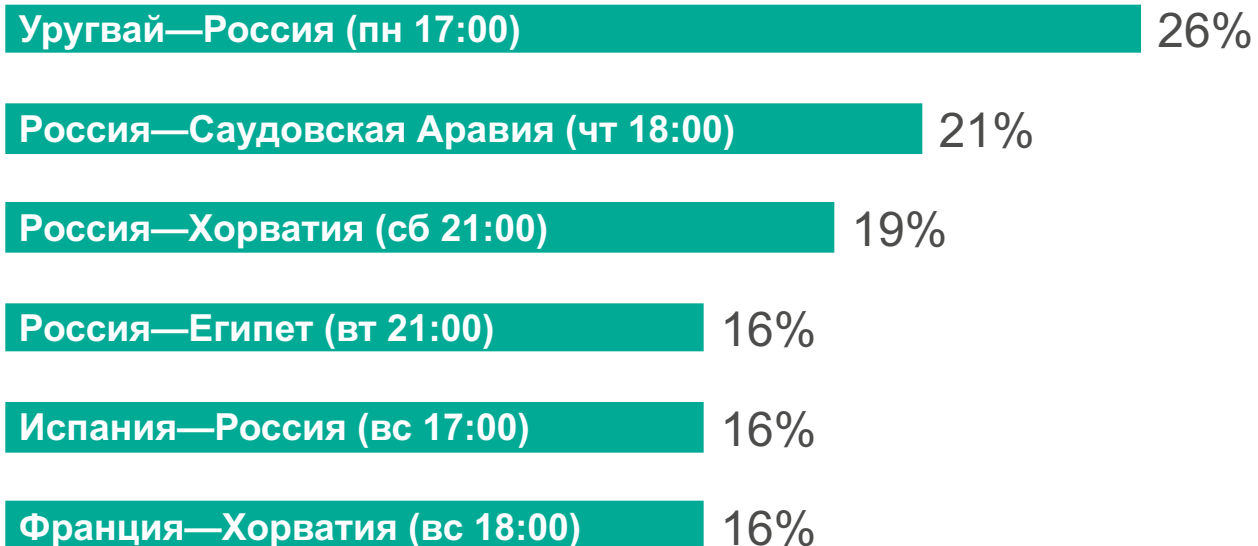 Уругвай—Россия (пн 17:00) 26%
Россия—Саудовская Аравия (чт 18:00) 21%
Россия—Хорватия (сб 21:00) 19%
Россия—Египет (вт 21:00) 16%
Испания—Россия (вс 17:00) 16%
Франция—Хорватия (вс 18:00) 16%